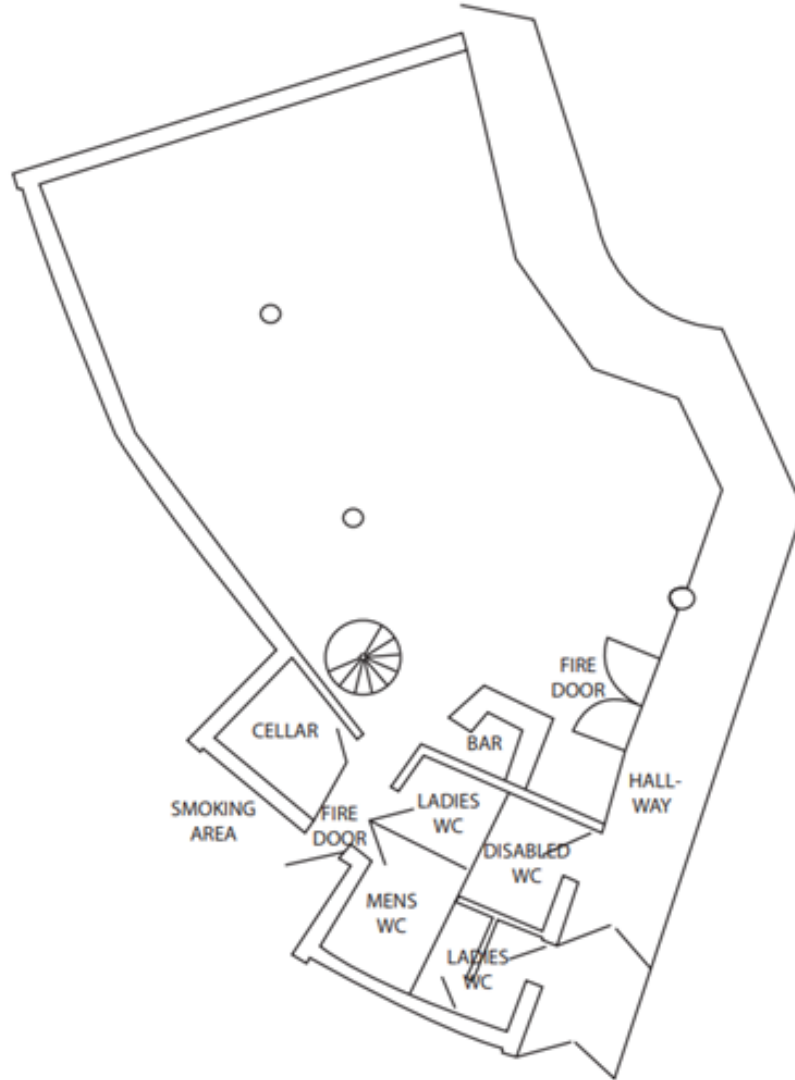 FIRE
DOOR
CELLAR
BAR
HALL-
WAY
SMOKING
AREA
FIRE
DOOR
LADIES
WC
DISABLED
WC
MENS
WC
LADIES
WC